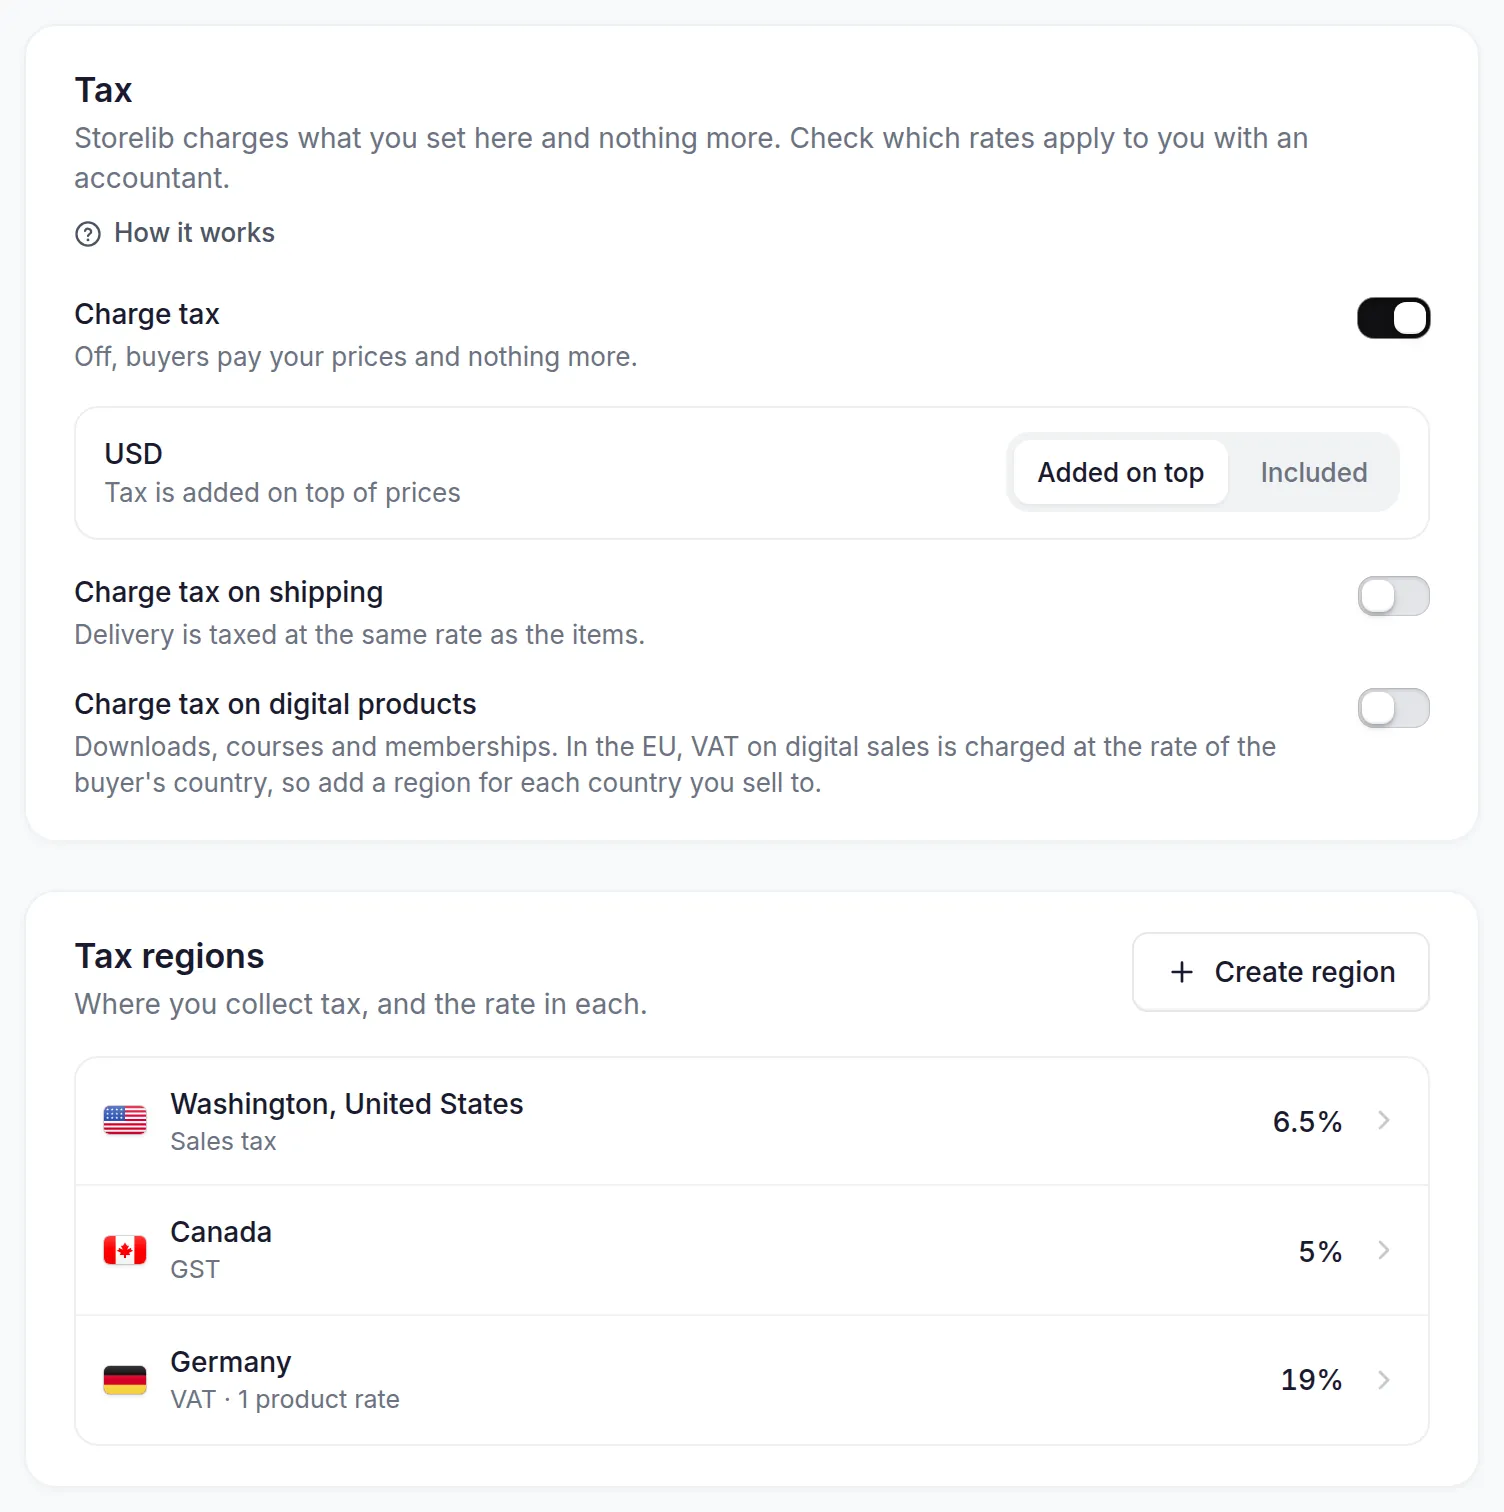 Tax
Storelib charges what you set here and nothing more. Check which rates apply to you with an
accountant.
How it works
Charge tax
Off, buyers pay your prices and nothing more.
USD
Tax is added on top of prices
Added on top
Included
Charge tax on shipping
Delivery is taxed at the same rate as the items.
Charge tax on digital products
Downloads, courses and memberships. In the EU, VAT on digital sales is charged at the rate of the
buyer's country, so add a region for each country you sell to.
Tax regions
Where you collect tax, and the rate in each.
Create region
Washington, United States
Sales tax
6.5%
Canada
GST
5%
Germany
VAT · 1 product rate
19%